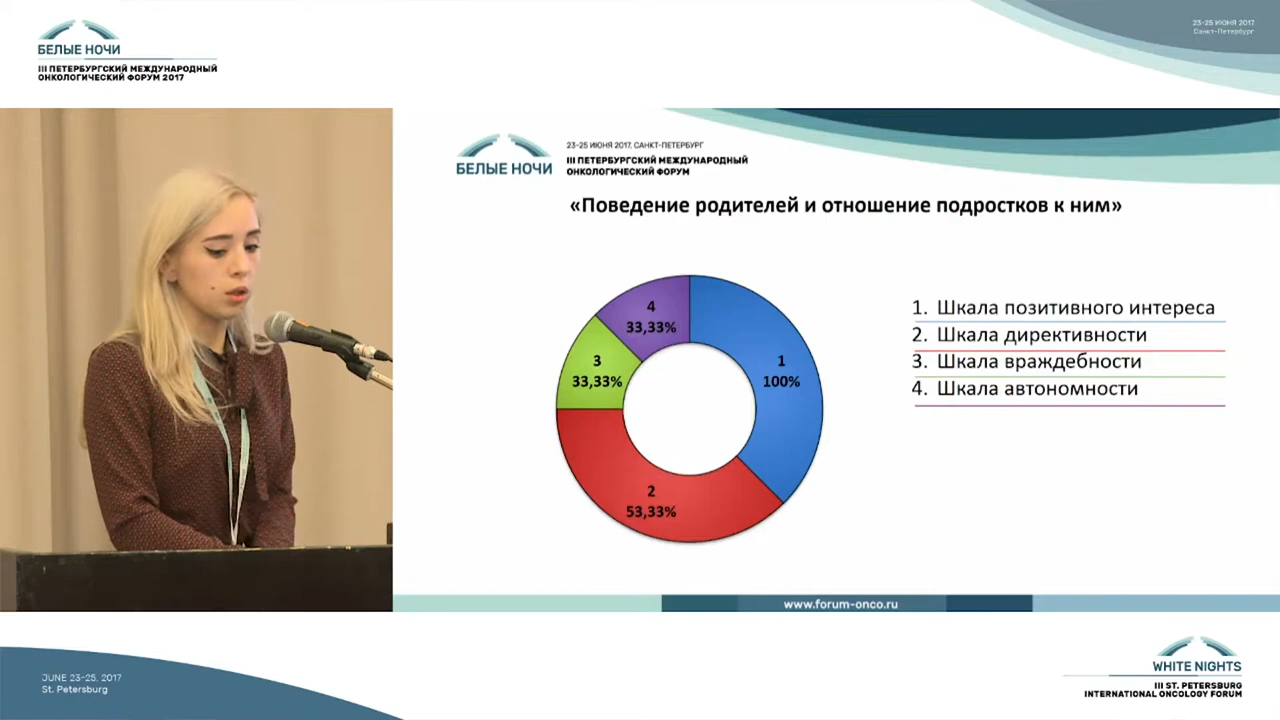 БЕЛЫЕ НОЧИ
III ПЕТЕРБУРГСКИЙ МЕЖДУНАРОДНЫЙ
ОНКОЛОГИЧЕСКИЙ ФОРУМ 2017
23-25 ИЮНЯ 2017
Санкт-Петербург
БЕЛЫЕ НОЧИ
23-25 ИЮНЯ 2017, САНКТ-ПЕТЕРБУРГ
III ПЕТЕРБУРГСКИЙ МЕЖДУНАРОДНЫЙ
ОНКОЛОГИЧЕСКИЙ ФОРУМ
«Поведение родителей и отношение подростков к ним»
4
33,33%
3
33,33%
1
100%
2
53,33%
1. Шкала позитивного интереса
2. Шкала директивности
3. Шкала враждебности
4. Шкала автономности
www.forum-onco.ru
JUNE 23-25, 2017
St. Petersburg
WHITE NIGHTS
III ST. PETERSBURG
INTERNATIONAL ONCOLOGY FORUM